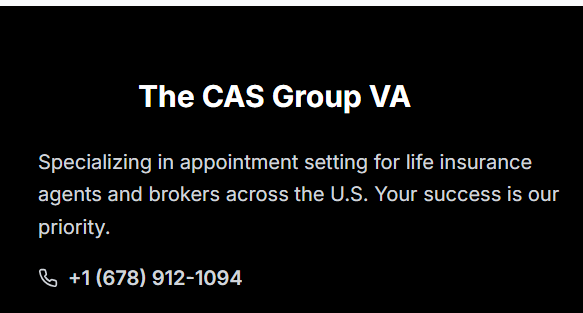 The CAS Group VA
Specializing in appointment setting for life insurance
agents and brokers across the U.S. Your success is our
priority.
+1 (678) 912-1094